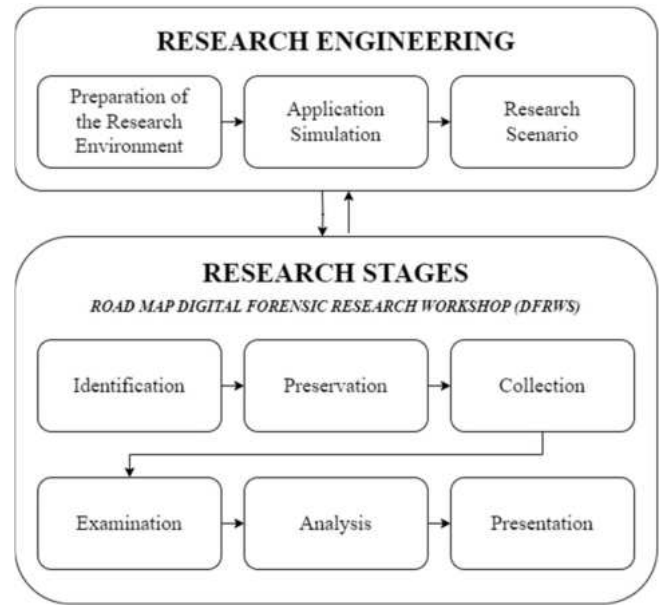 RESEARCH ENGINEERING
Preparation of
the Research
Environment
Application
Simulation
Research
Scenario
RESEARCH STAGES
ROAD MAP DIGITAL FORENSIC RESEARCH WORKSHOP (DFRWS)
Identification
Preservation
Collection
Examination
Analysis
Presentation